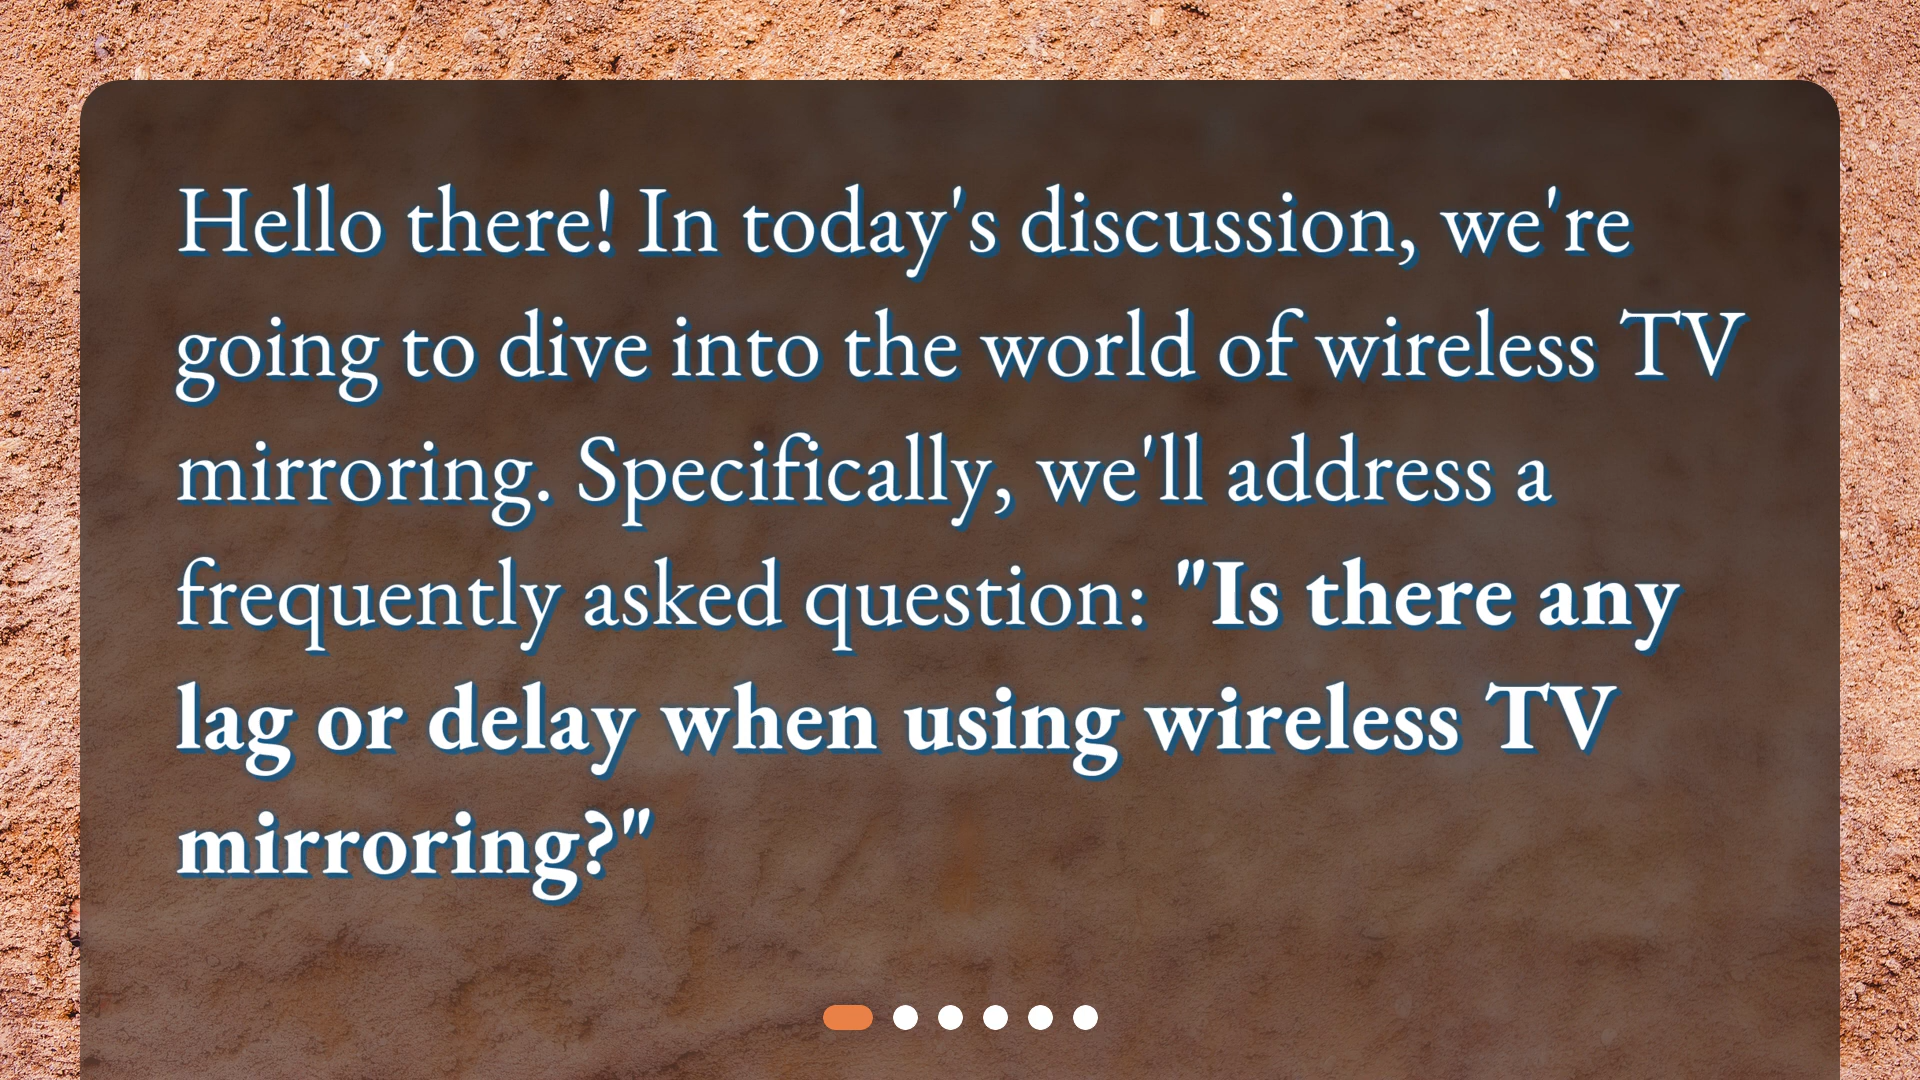 Hello there! In today's discussion, we're
going to dive into the world of wireless TV
mirroring. Specifically, we'll address a
frequently asked question: "Is there any
lag or delay when using wireless TV
mirroring?"